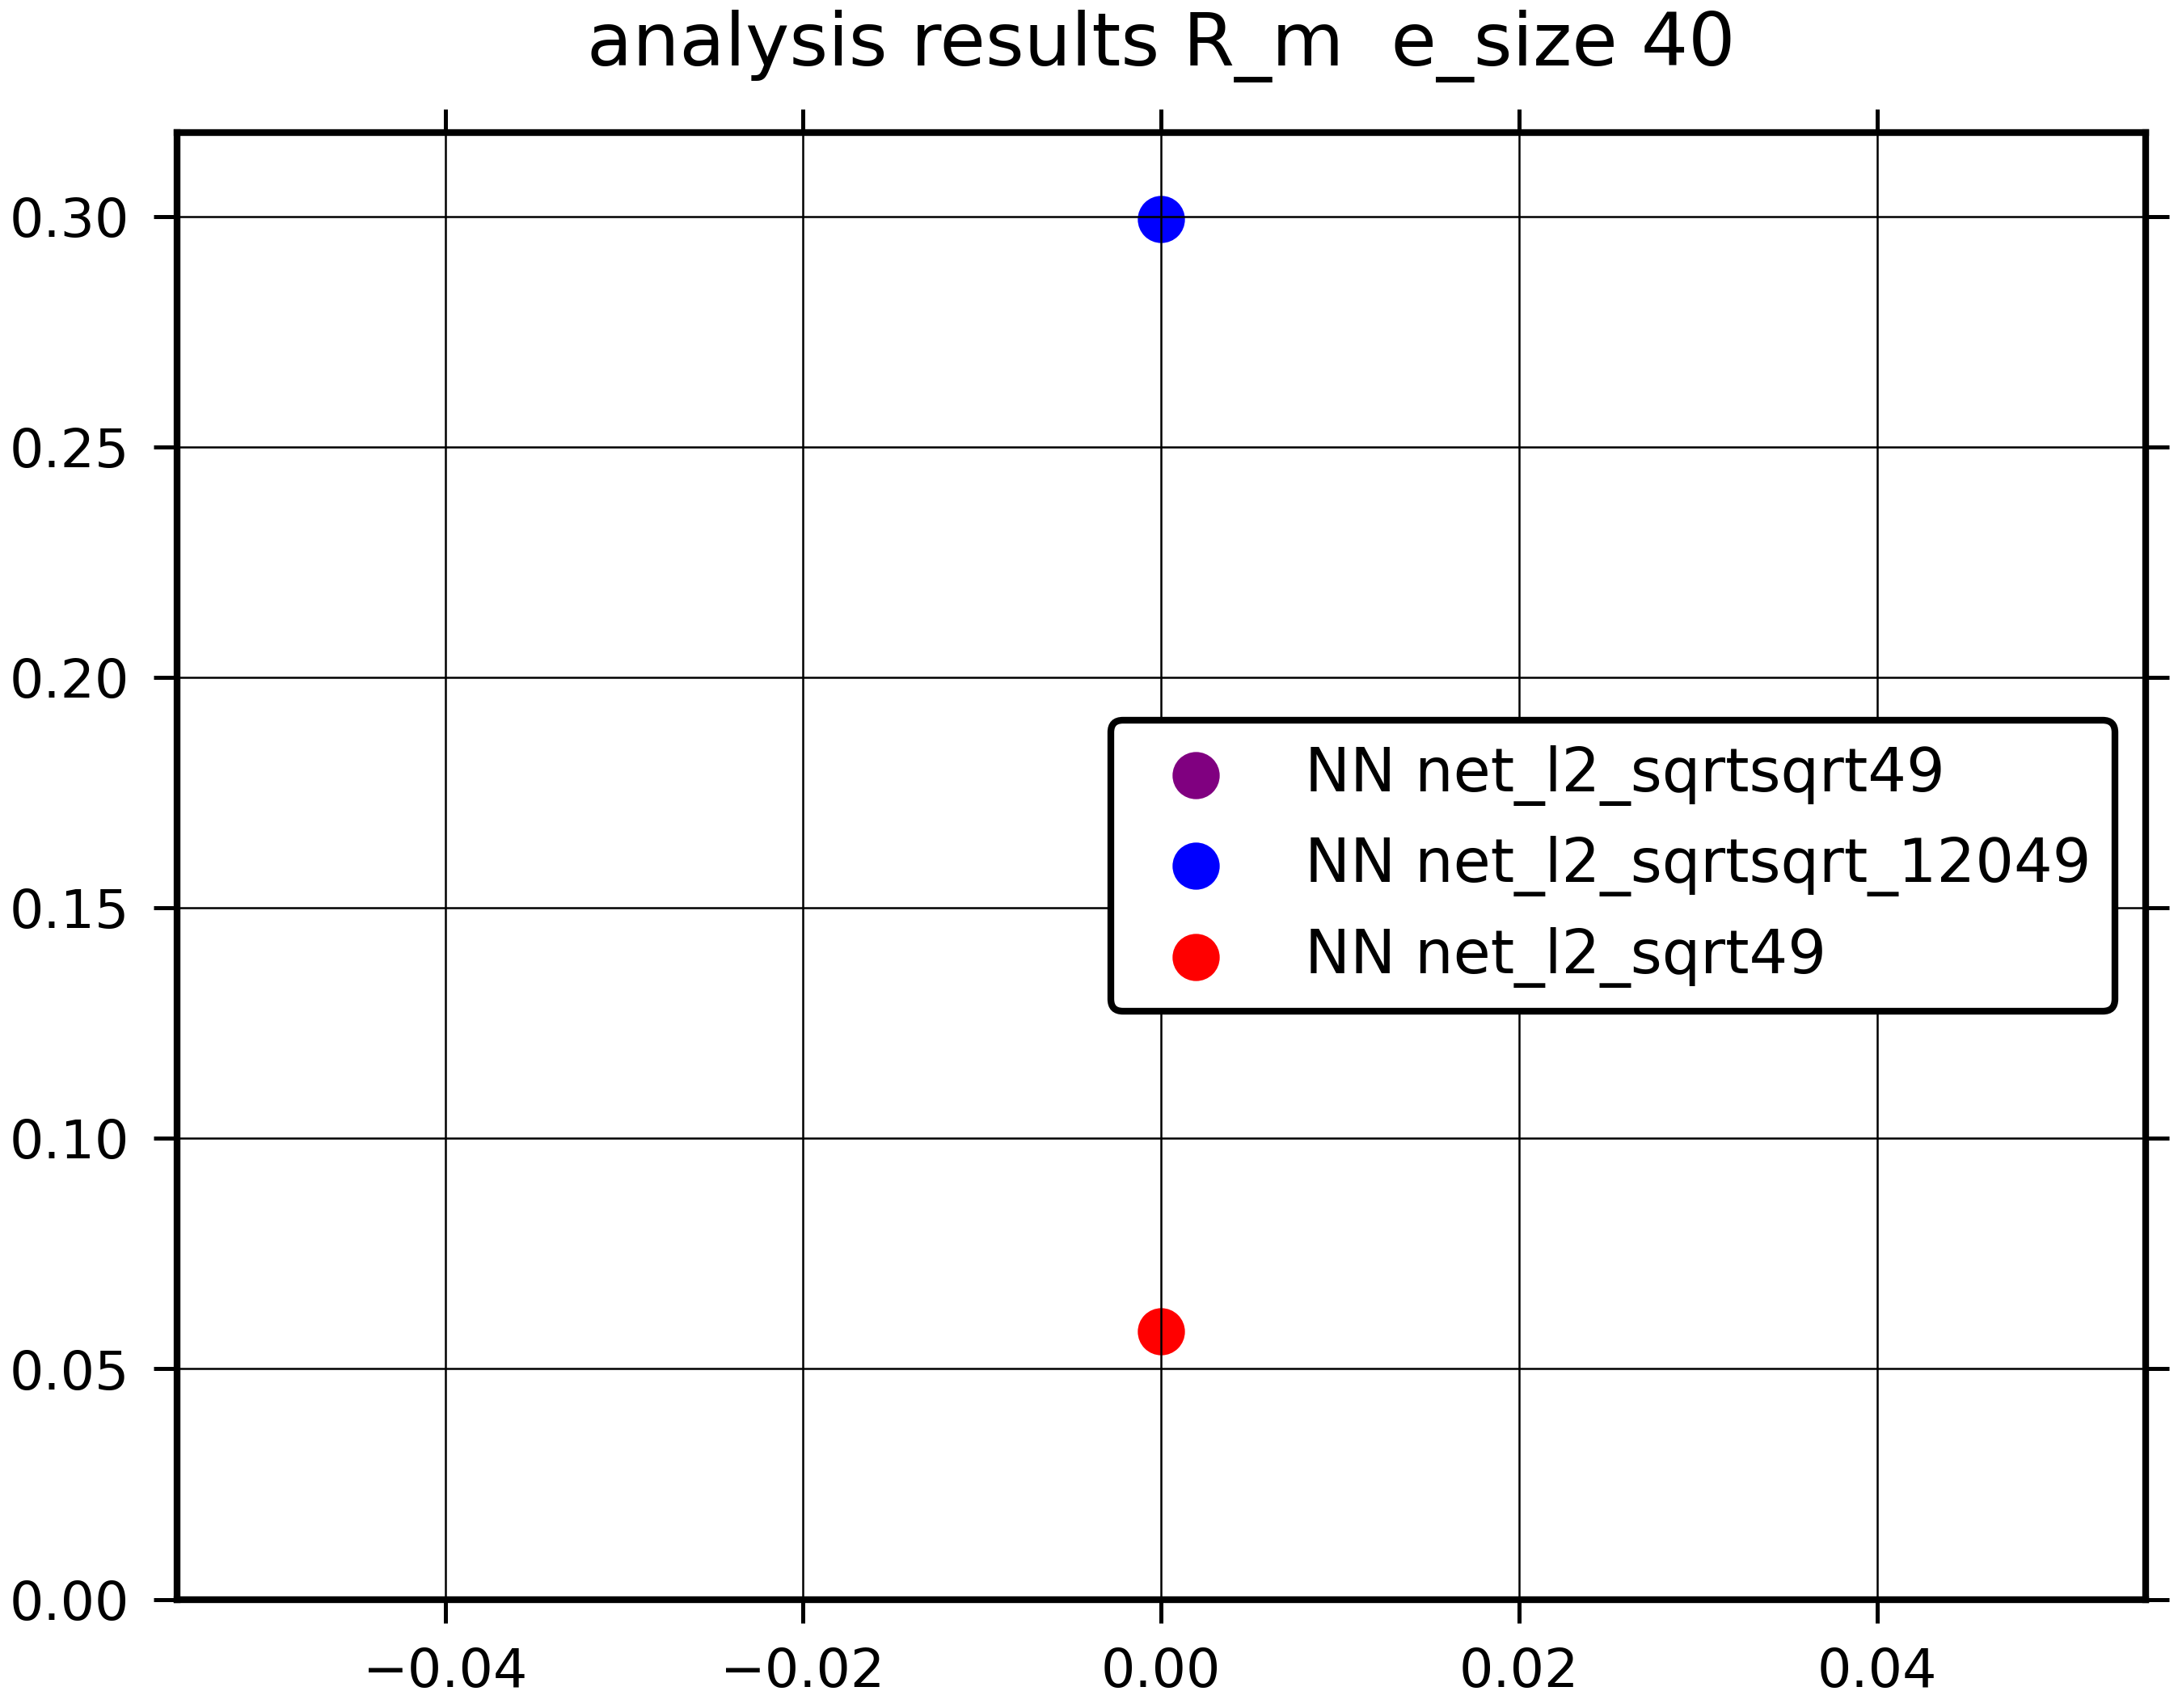 analysis results R_m  e_size 40
0.30
0.25
0.20
0.15
0.10
0.05
0.00
NN net_l2_sqrtsqrt49
NN net_l2_sqrtsqrt_12049
NN net_l2_sqrt49
−0.04 −0.02 0.00 0.02 0.04